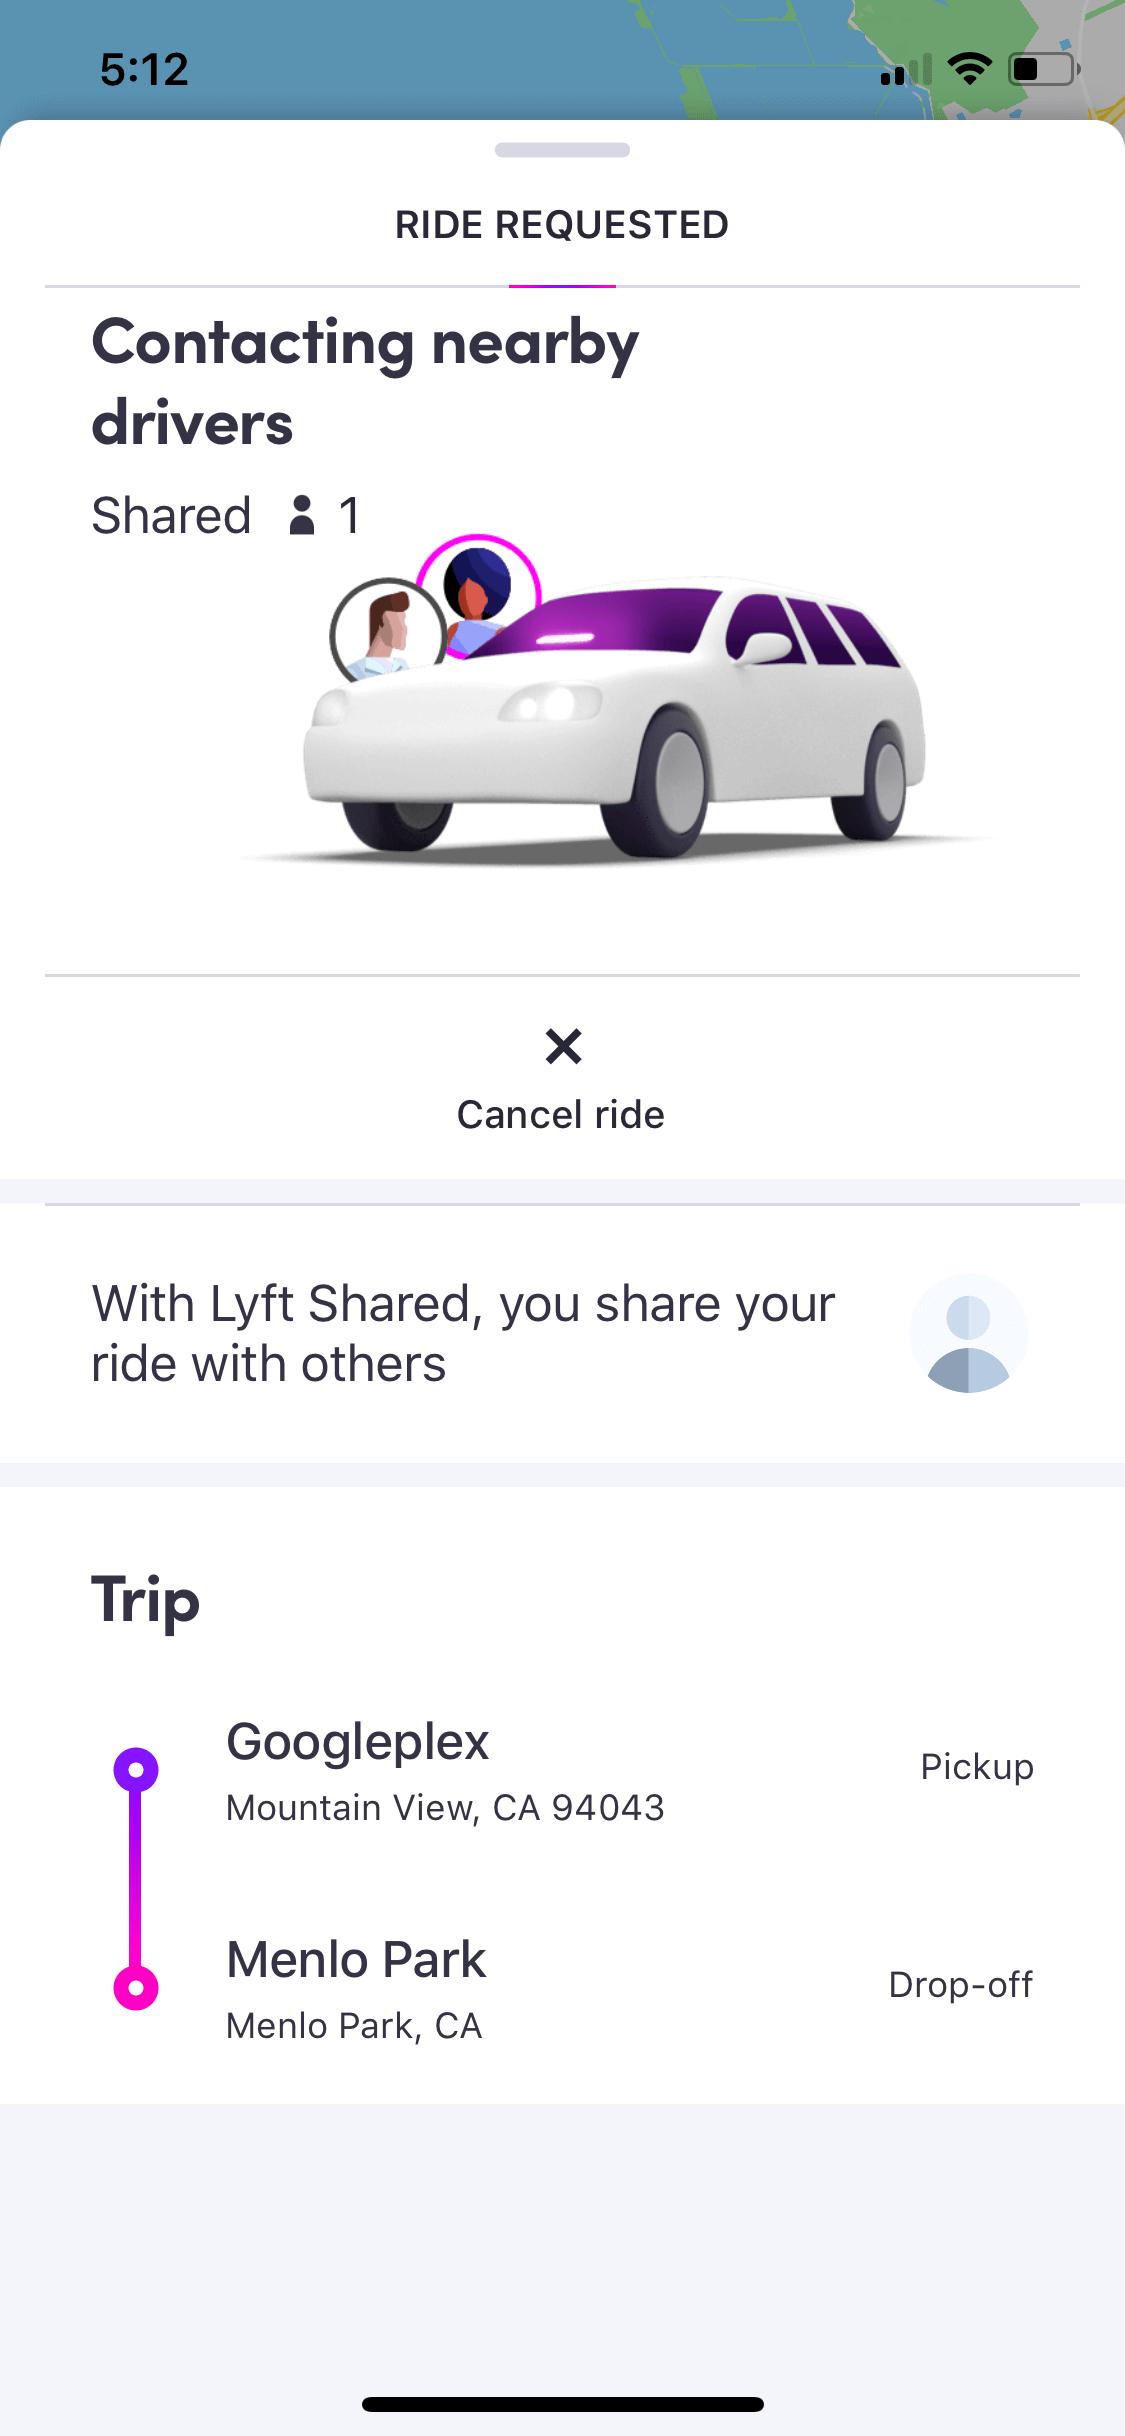 5:12
RIDE REQUESTED
Contacting nearby
drivers
Shared 1
Cancel ride
With Lyft Shared, you share your
ride with others
Trip
Googleplex
Pickup
Mountain View, CA 94043
Menlo Park
Drop-off
Menlo Park, CA